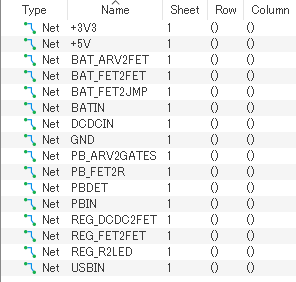 Type Name Sheet Row Column
Net +3V3 1 () ()
Net +5V 1 () ()
Net BAT_ARV2FET 1 () ()
Net BAT_FET2FET 1 () ()
Net BAT_FET2JMP 1 () ()
Net BATIN 1 () ()
Net DCDCIN 1 () ()
Net GND 1 () ()
Net PB_ARV2GATES 1 () ()
Net PB_FET2R 1 () ()
Net PBDET 1 () ()
Net PBIN 1 () ()
Net REG_DCDC2FET 1 () ()
Net REG_FET2FET 1 () ()
Net REG_R2LED 1 () ()
Net USBIN 1 () ()